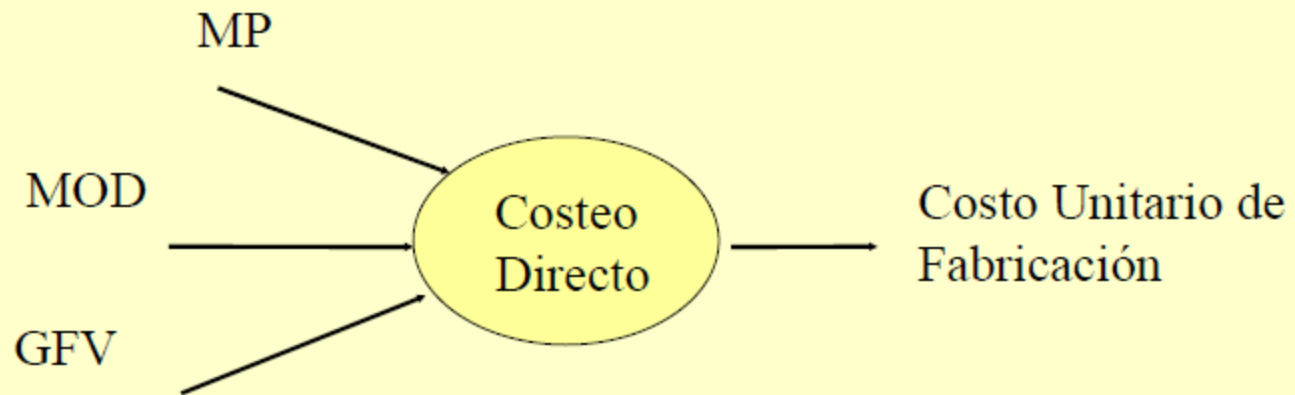 MP
MOD
GFV
Costeo
Directo
Costo Unitario de
Fabricación